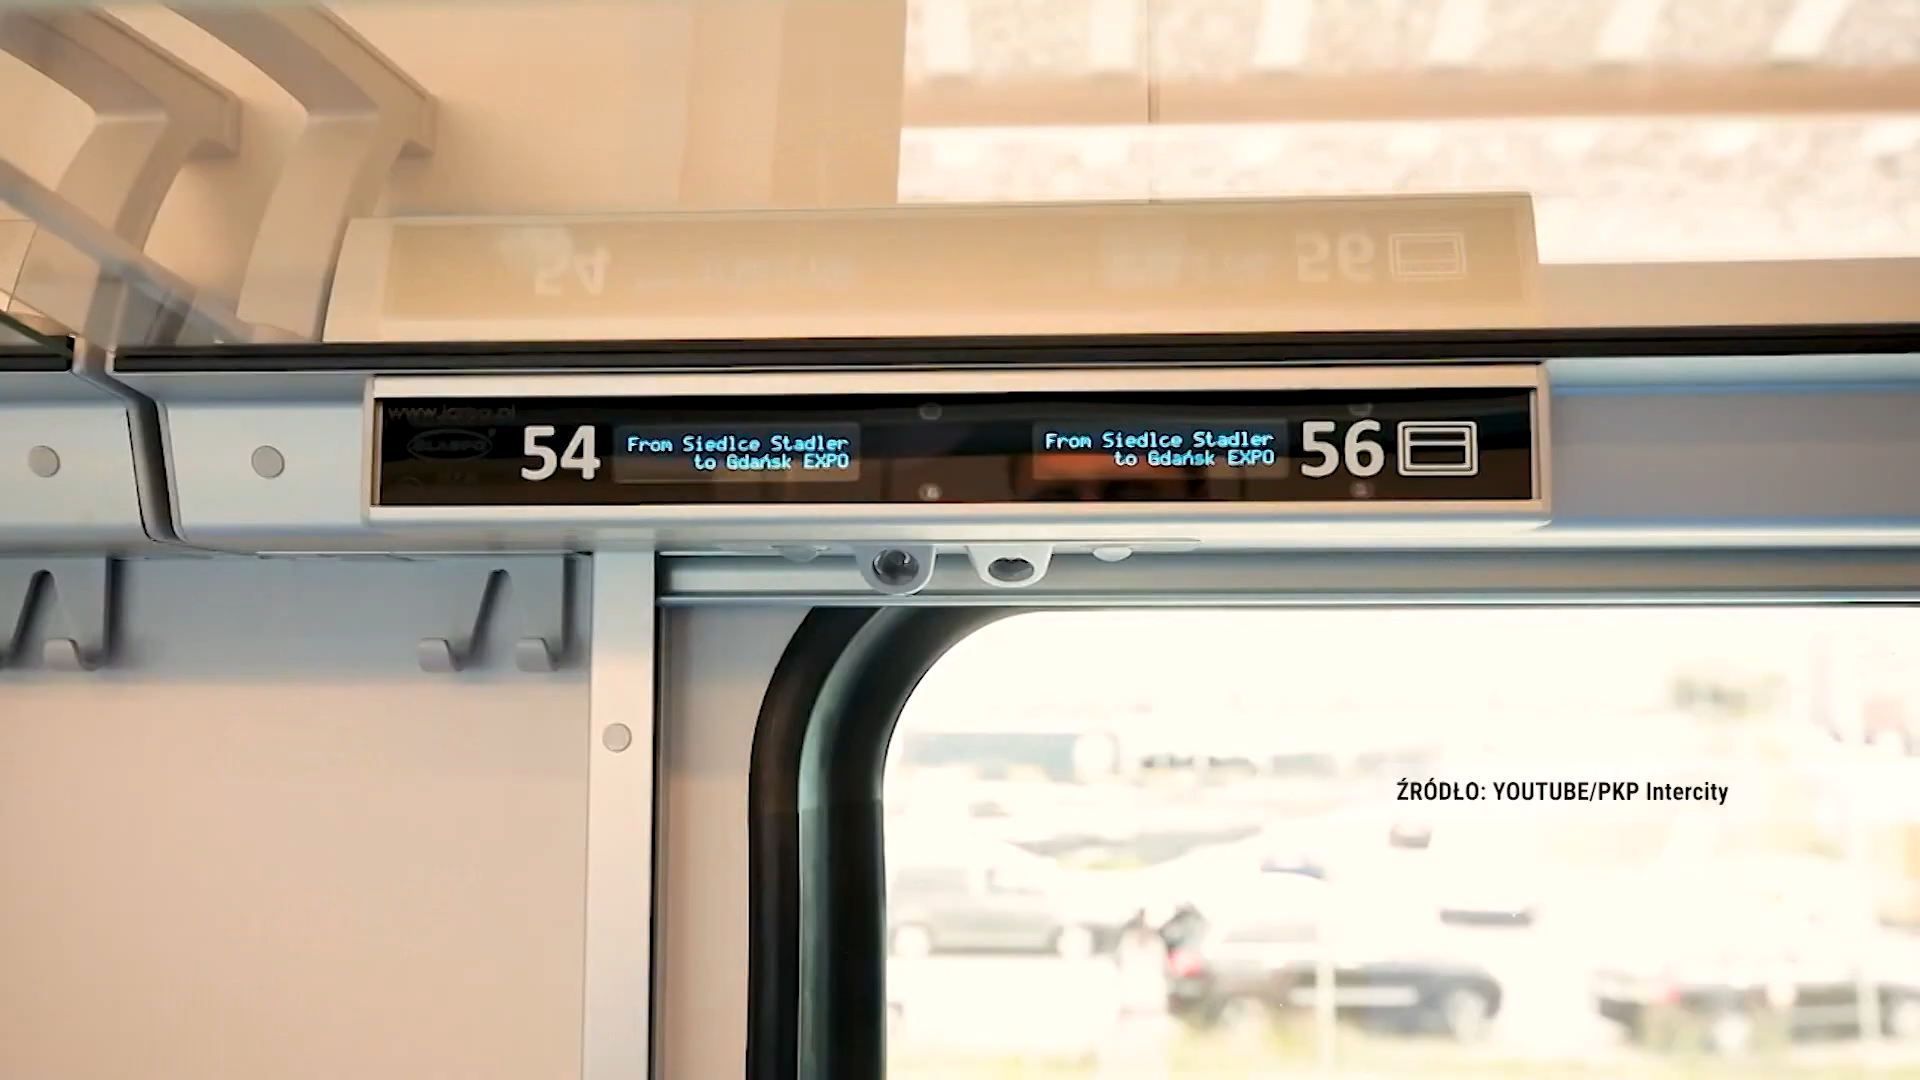 54
From Siedlce Stadler
to Gdańsk EXPO
From Siedlce Stadler
to Gdańsk EXPO
56
ŹRÓDŁO: YOUTUBE/PKP Intercity